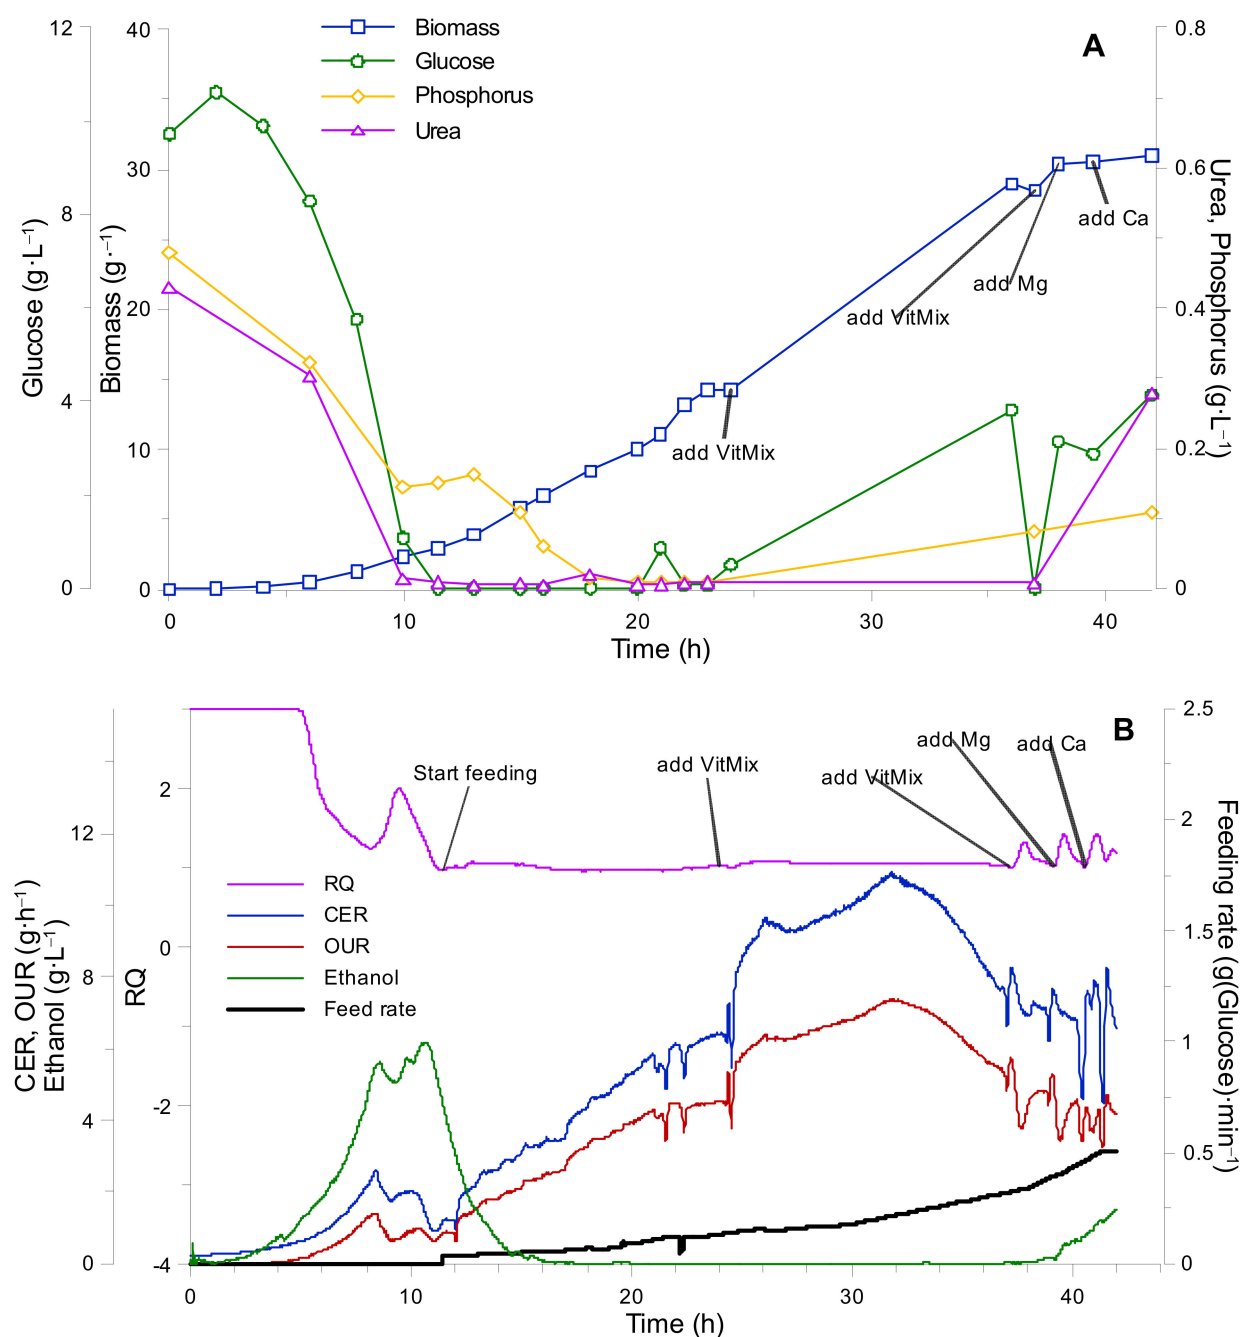 12
40
0.8
A
Biomass
Glucose
Phosphorus
Urea
30
0.6
8
add Ca
add Mg
add VitMix
20
0.4
Glucose (g·L⁻¹)
Biomass (g·⁻¹)
Urea, Phosphorus (g·L⁻¹)
4
10
0.2
add VitMix
0
0
0
0
10
20
30
40
Time (h)
2.5
B
add Mg
add Ca
Start feeding
add VitMix
add VitMix
2
2
12
RQ
CER
OUR
Ethanol
Feed rate
0
1.5
8
CER, OUR (g·h⁻¹)
Ethanol (g·L⁻¹)
RQ
Feeding rate (g(Glucose)·min⁻¹)
1
4
-2
0.5
0
-4
0
0
10
20
30
40
Time (h)